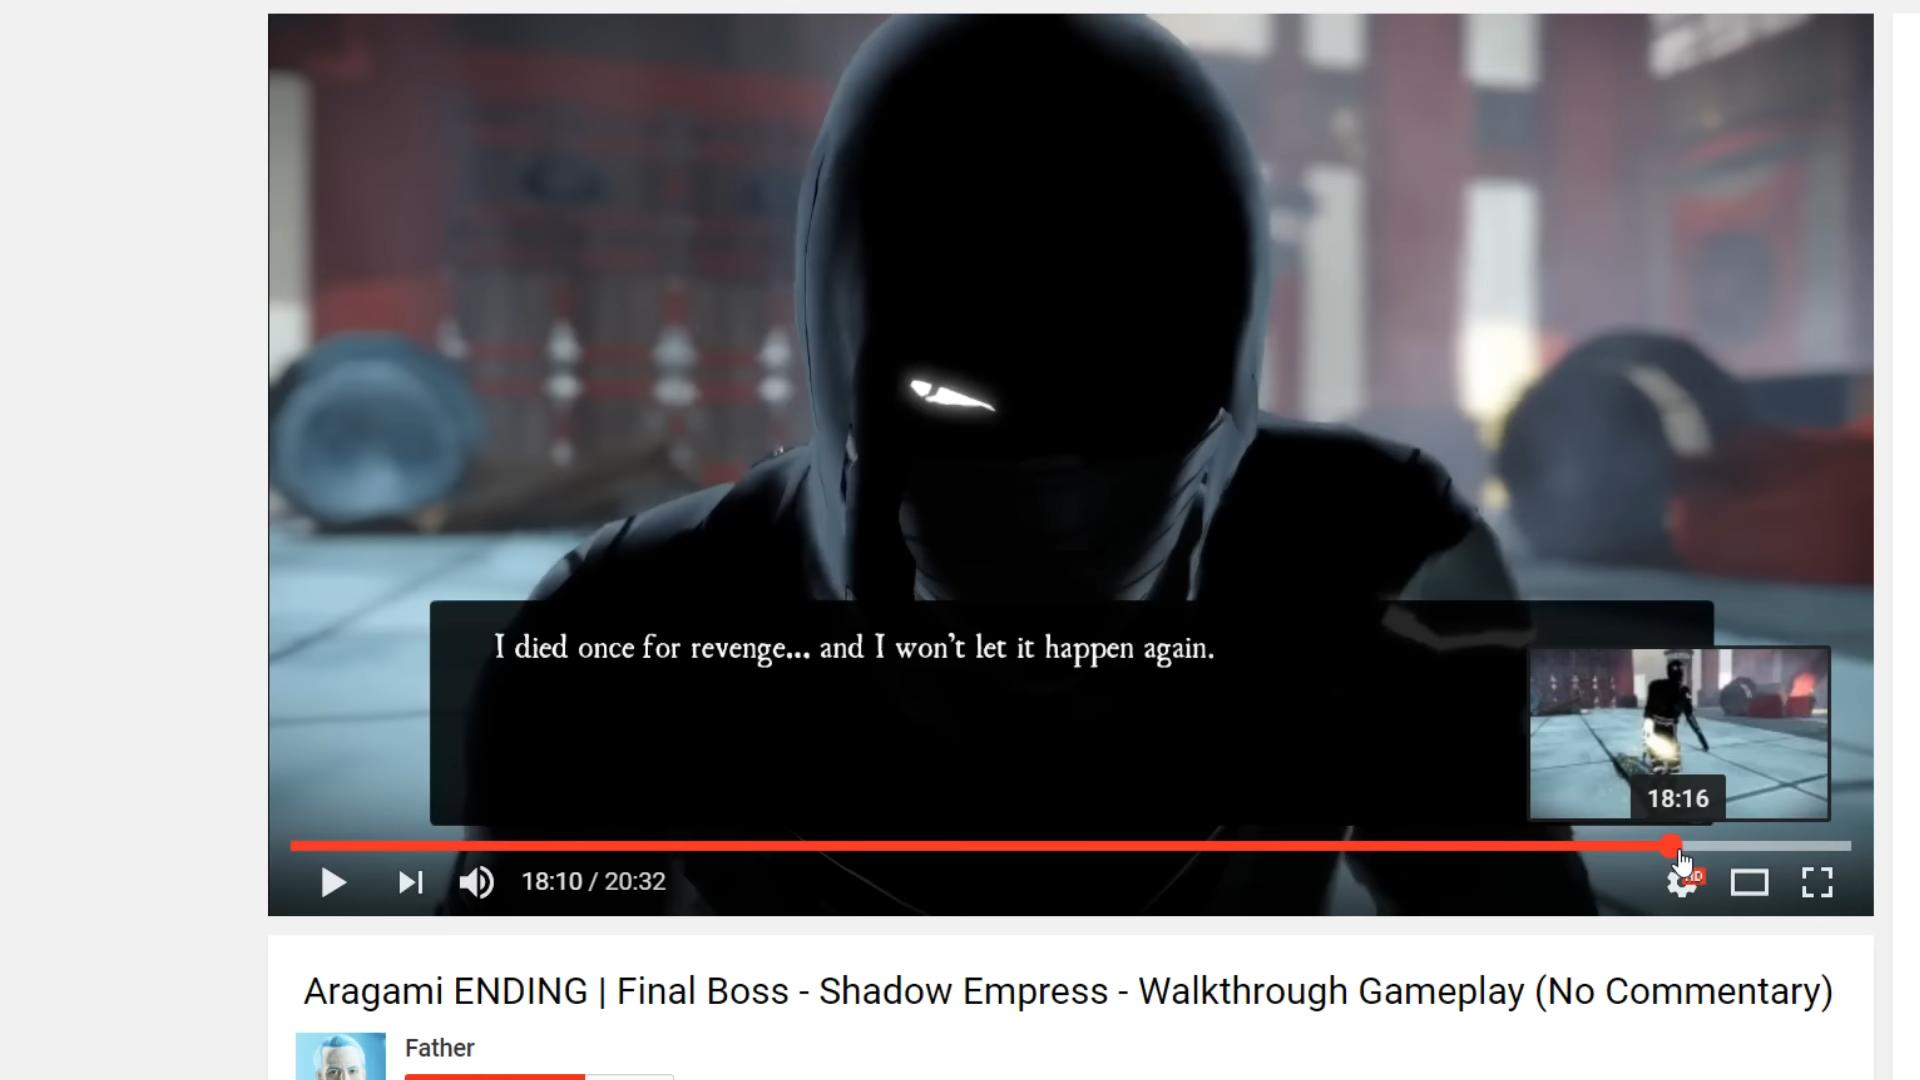 I died once for revenge... and I won't let it happen again.
18:16
18:10 / 20:32
HD
Aragami ENDING | Final Boss - Shadow Empress - Walkthrough Gameplay (No Commentary)
Father